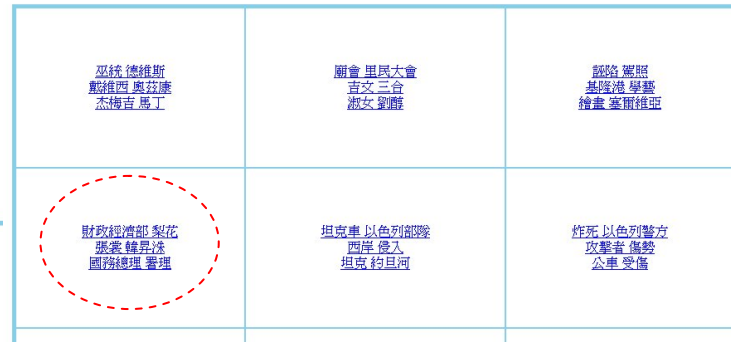 巫統 德維斯
戴維西 奧茲康
杰梅吉 馬丁
廟會 里民大會
吉文 三合
淑女 劉醇
誣陷 駕照
基隆港 學藝
繪畫 塞爾維亞
財政經濟部 梨花
張裳 韓昇洙
國務總理 署理
坦克車 以色列部隊
西岸 侵入
坦克 約旦河
炸死 以色列警方
攻擊者 傷勢
公車 受傷